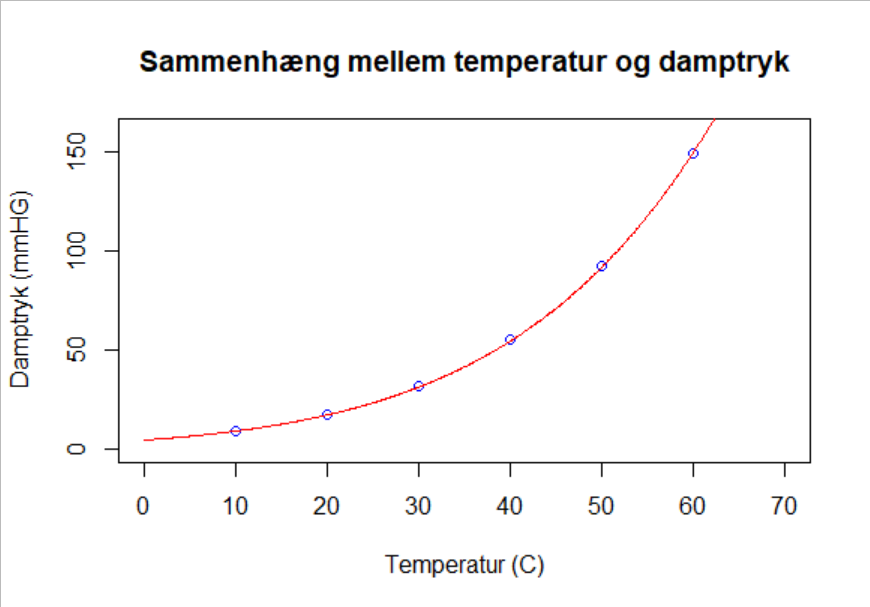 Sammenhæng mellem temperatur og damptryk
Damptryk (mmHG)
150
100
50
0
0 10 20 30 40 50 60 70
Temperatur (C)